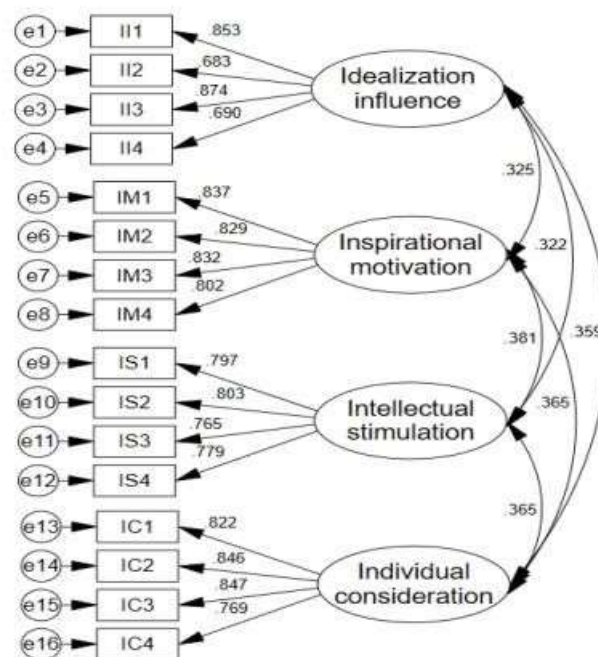 e1 II1 .853
e2 II2 .683
e3 II3 .874
e4 II4 .690
Idealization
influence
e5 IM1 .837
e6 IM2 .829
e7 IM3 .832
e8 IM4 .802
Inspirational
motivation
e9 IS1 .797
e10 IS2 .803
e11 IS3 .765
e12 IS4 .779
Intellectual
stimulation
e13 IC1 .822
e14 IC2 .846
e15 IC3 .847
e16 IC4 .769
Individual
consideration
.325
.322
.359
.381
.365
.365